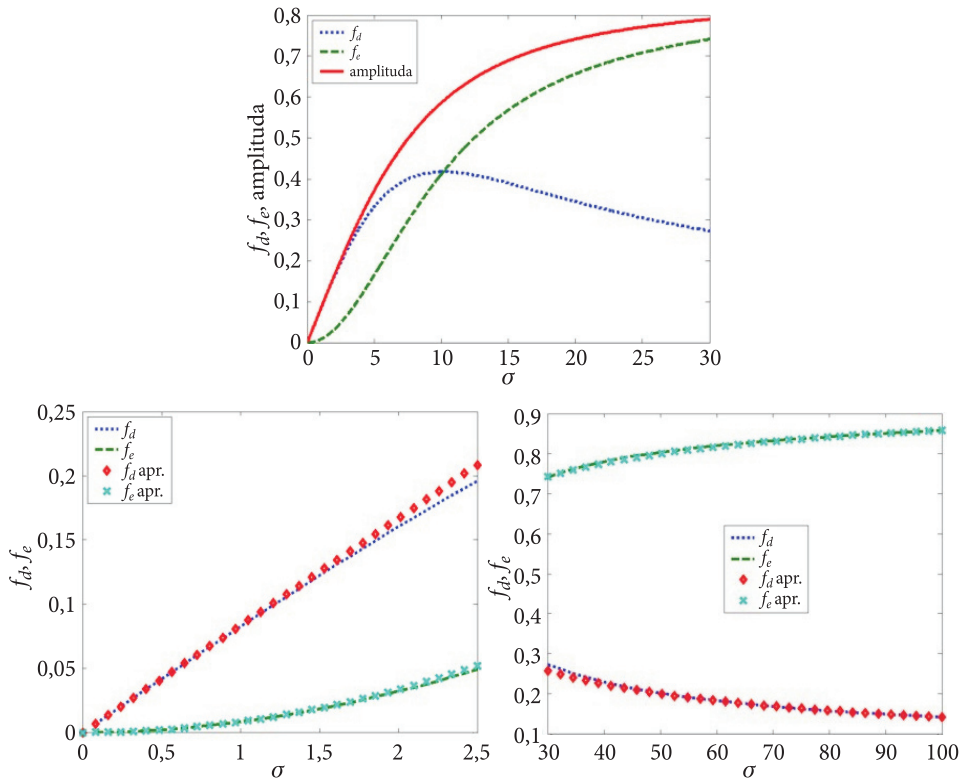 0,8
0,7
0,6
0,5
0,4
0,3
0,2
0,1
0
f_d, f_e, amplituda
f_d
f_e
amplituda
0 5 10 15 20 25 30
σ
0,25
0,2
0,15
0,1
0,05
0
f_d, f_e
f_d
f_e
f_d apr.
f_e apr.
0 0,5 1 1,5 2 2,5
σ
0,9
0,8
0,7
0,6
0,5
0,4
0,3
0,2
0,1
f_d, f_e
f_d
f_e
f_d apr.
f_e apr.
30 40 50 60 70 80 90 100
σ